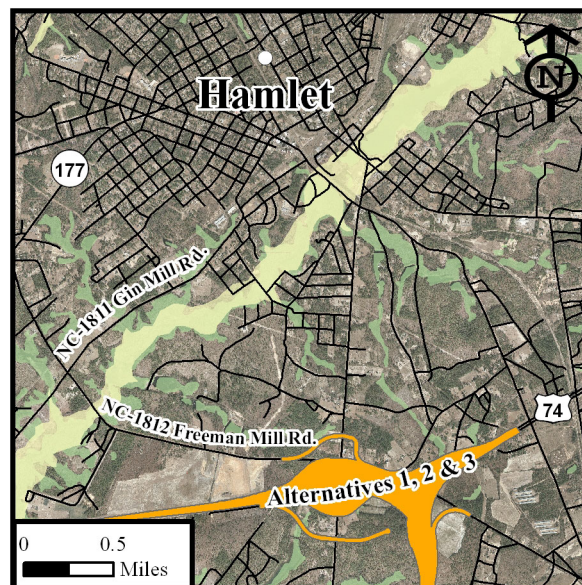 N
Hamlet
177
NC-1811 Gin Mill Rd.
NC-1812 Freeman Mill Rd.
74
Alternatives 1, 2 & 3
0 0.5
Miles